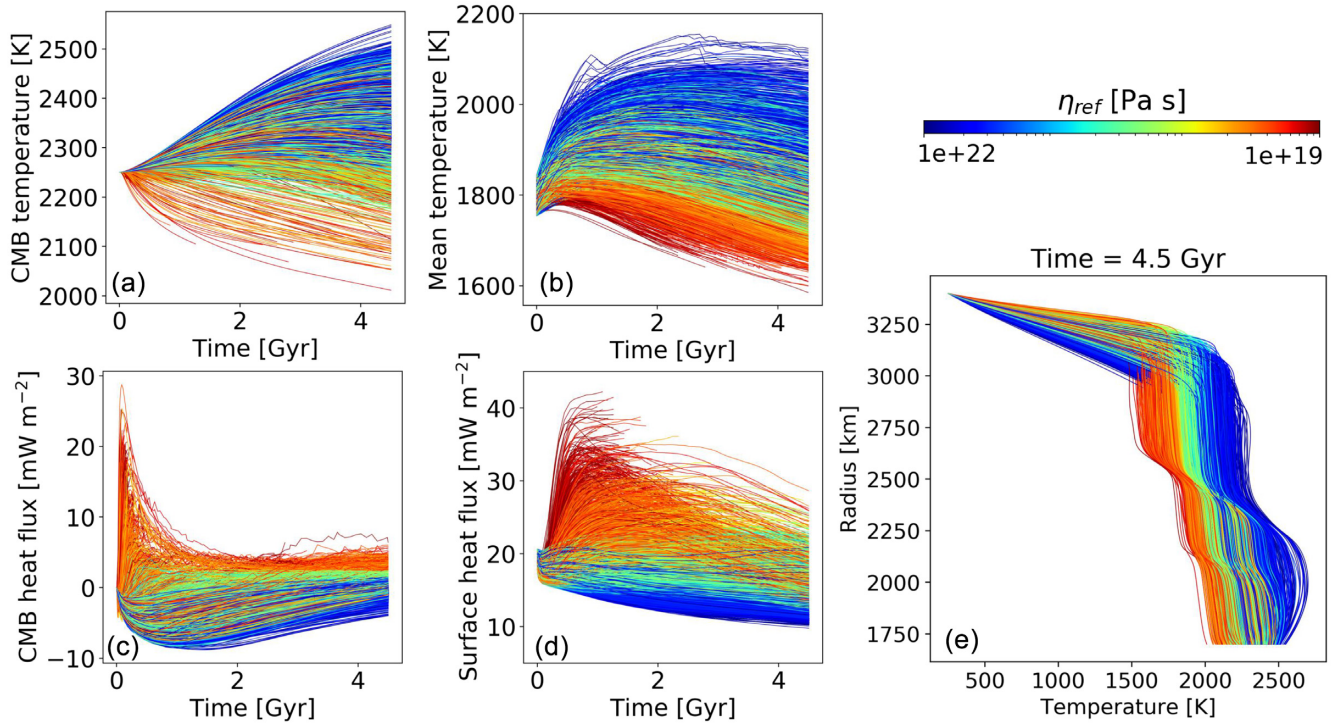 CMB temperature [K]
2500
2400
2300
2200
2100
2000
(a)
0
2
4
Time [Gyr]
Mean temperature [K]
2200
2000
1800
1600
(b)
0
2
4
Time [Gyr]
η_ref [Pa s]
1e+22
1e+19
CMB heat flux [mW m⁻²]
30
20
10
0
−10
(c)
0
2
4
Time [Gyr]
Surface heat flux [mW m⁻²]
40
30
20
10
(d)
0
2
4
Time [Gyr]
Time = 4.5 Gyr
Radius [km]
3250
3000
2750
2500
2250
2000
1750
(e)
500
1000
1500
2000
2500
Temperature [K]